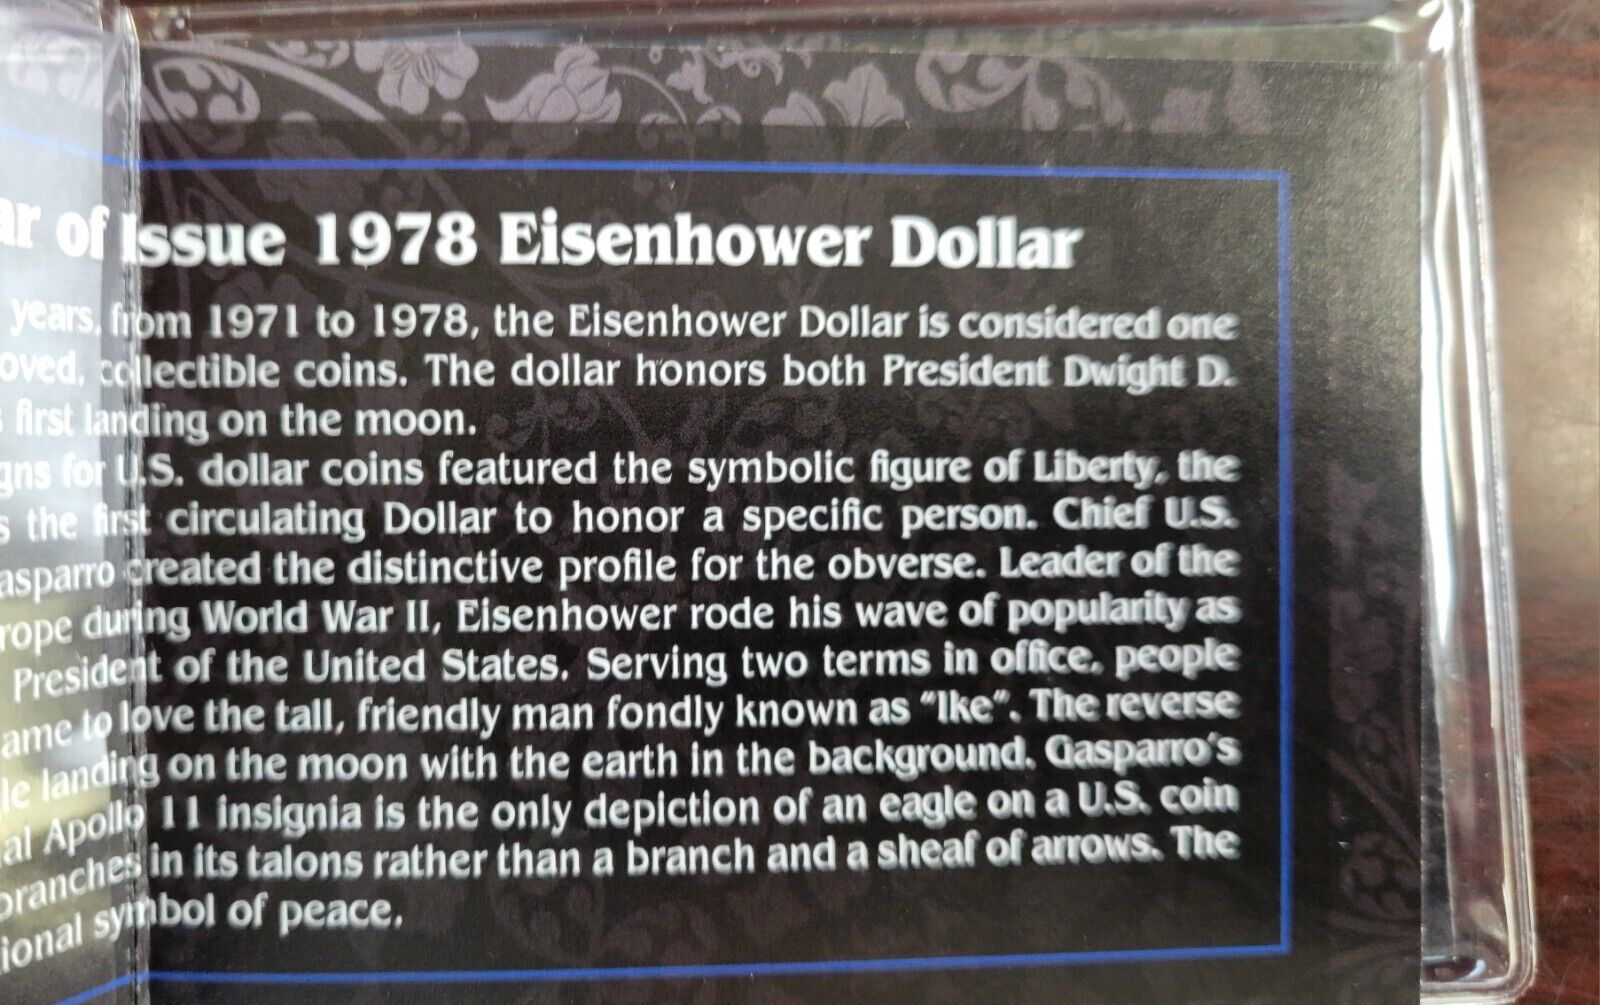 of Issue 1978 Eisenhower Dollar
years, from 1971 to 1978, the Eisenhower Dollar is considered one
collectible coins. The dollar honors both President Dwight D.
first landing on the moon.
for U.S. dollar coins featured the symbolic figure of Liberty, the
the first circulating Dollar to honor a specific person. Chief U.S.
asparro created the distinctive profile for the obverse. Leader of the
rope during World War II, Eisenhower rode his wave of popularity as
President of the United States. Serving two terms in office, people
ame to love the tall, friendly man fondly known as "Ike". The reverse
le landing on the moon with the earth in the background. Gasparro's
al Apollo 11 insignia is the only depiction of an eagle on a U.S. coin
branches in its talons rather than a branch and a sheaf of arrows. The
ional symbol of peace.